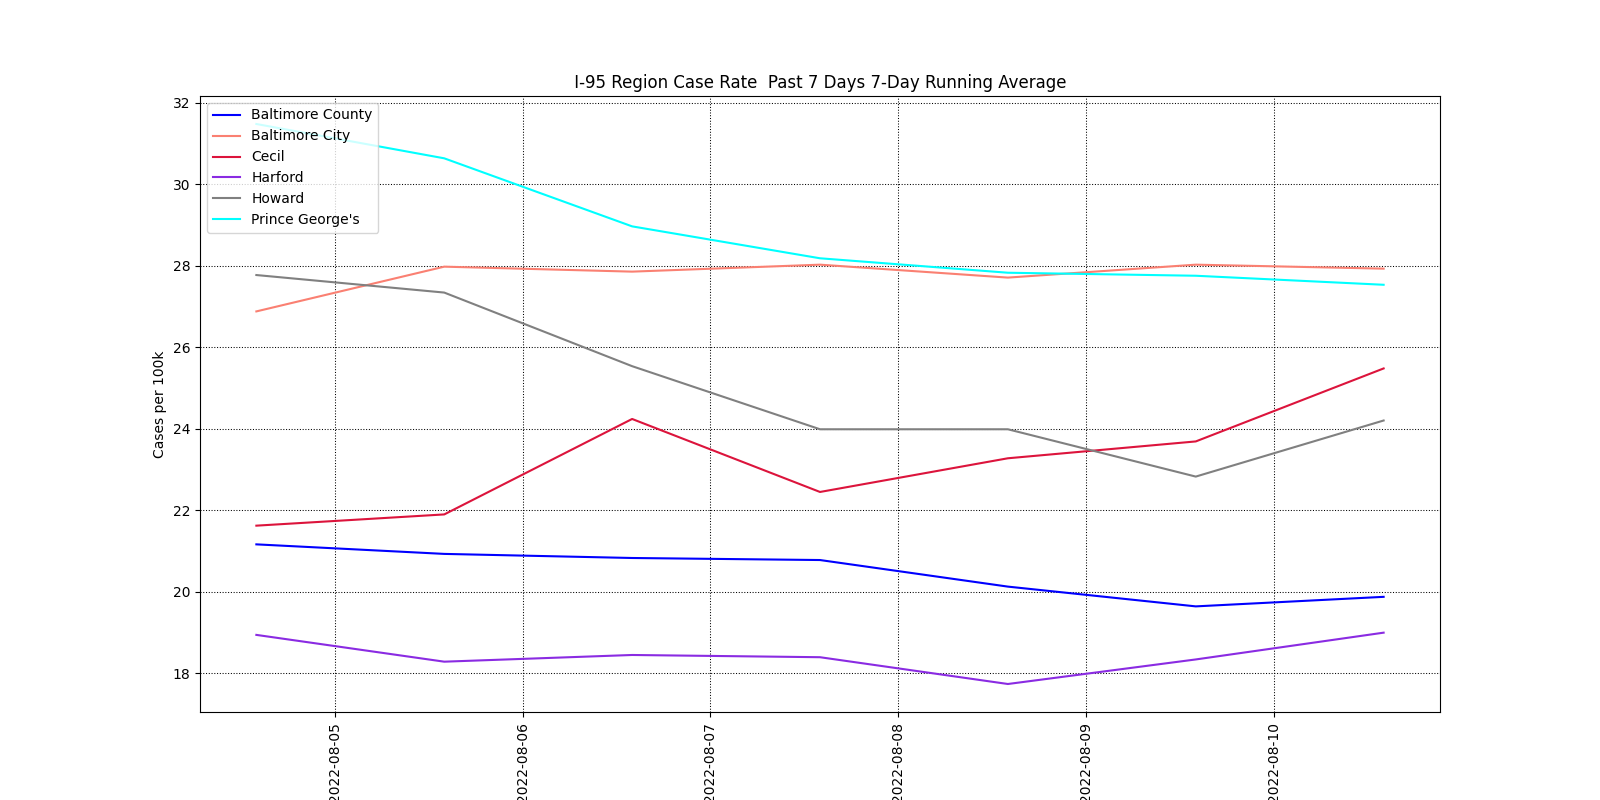 I-95 Region Case Rate  Past 7 Days 7-Day Running Average
Baltimore County
Baltimore City
Cecil
Harford
Howard
Prince George's
Cases per 100k
32
30
28
26
24
22
20
18
2022-08-05
2022-08-06
2022-08-07
2022-08-08
2022-08-09
2022-08-10